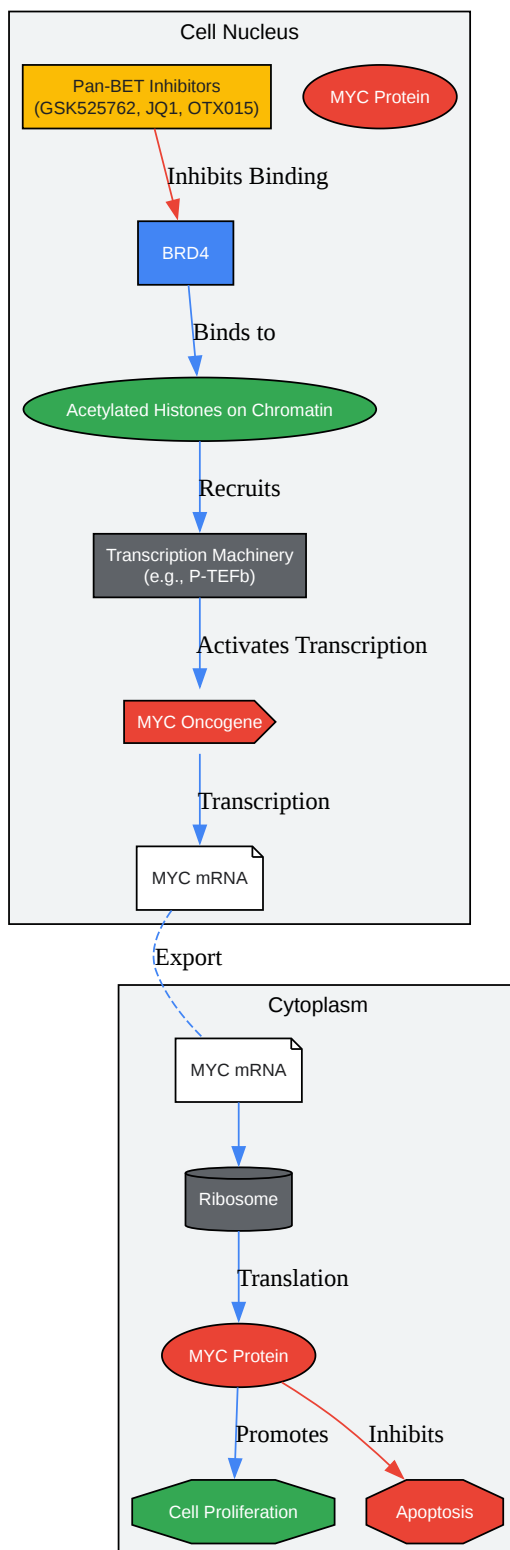 Cell Nucleus
Pan-BET Inhibitors
(GSK525762, JQ1, OTX015)
MYC Protein
Inhibits Binding
BRD4
Binds to
Acetylated Histones on Chromatin
Recruits
Transcription Machinery
(e.g., P-TEFb)
Activates Transcription
MYC Oncogene
Transcription
MYC mRNA
Export
Cytoplasm
MYC mRNA
Ribosome
Translation
MYC Protein
Promotes
Inhibits
Cell Proliferation
Apoptosis